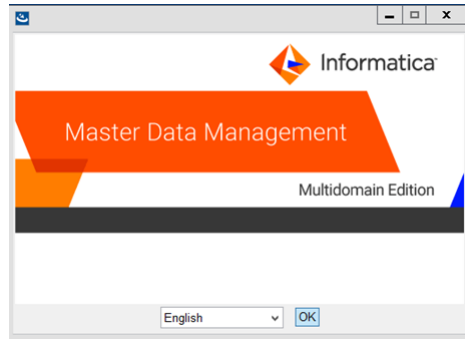 Informatica
Master Data Management
Multidomain Edition
English
OK